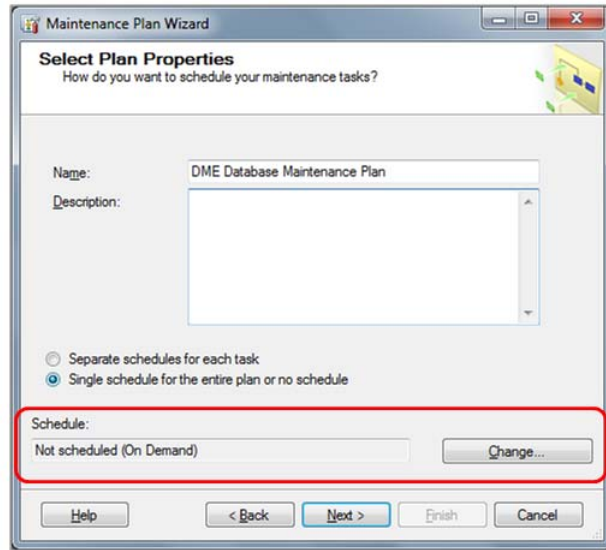 Maintenance Plan Wizard
Select Plan Properties
How do you want to schedule your maintenance tasks?
Name:
DME Database Maintenance Plan
Description:
Separate schedules for each task
Single schedule for the entire plan or no schedule
Schedule:
Not scheduled (On Demand)
Change...
Help
< Back
Next >
Finish
Cancel